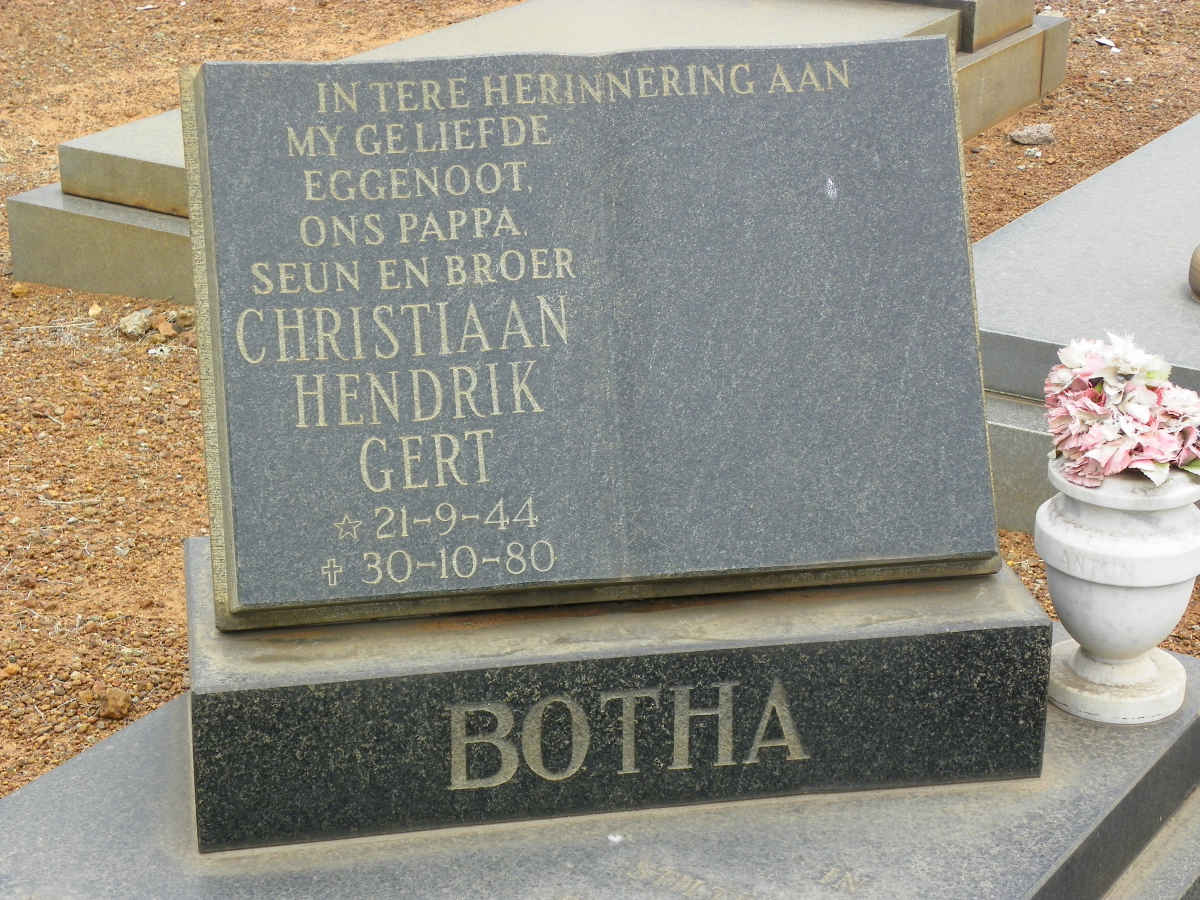 IN TERE HERINNERING AAN
MY GELIEFDE
EGGENOOT,
ONS PAPPA,
SEUN EN BROER
CHRISTIAAN
HENDRIK
GERT
☆ 21-9-44
✝ 30-10-80
BOTHA
IN